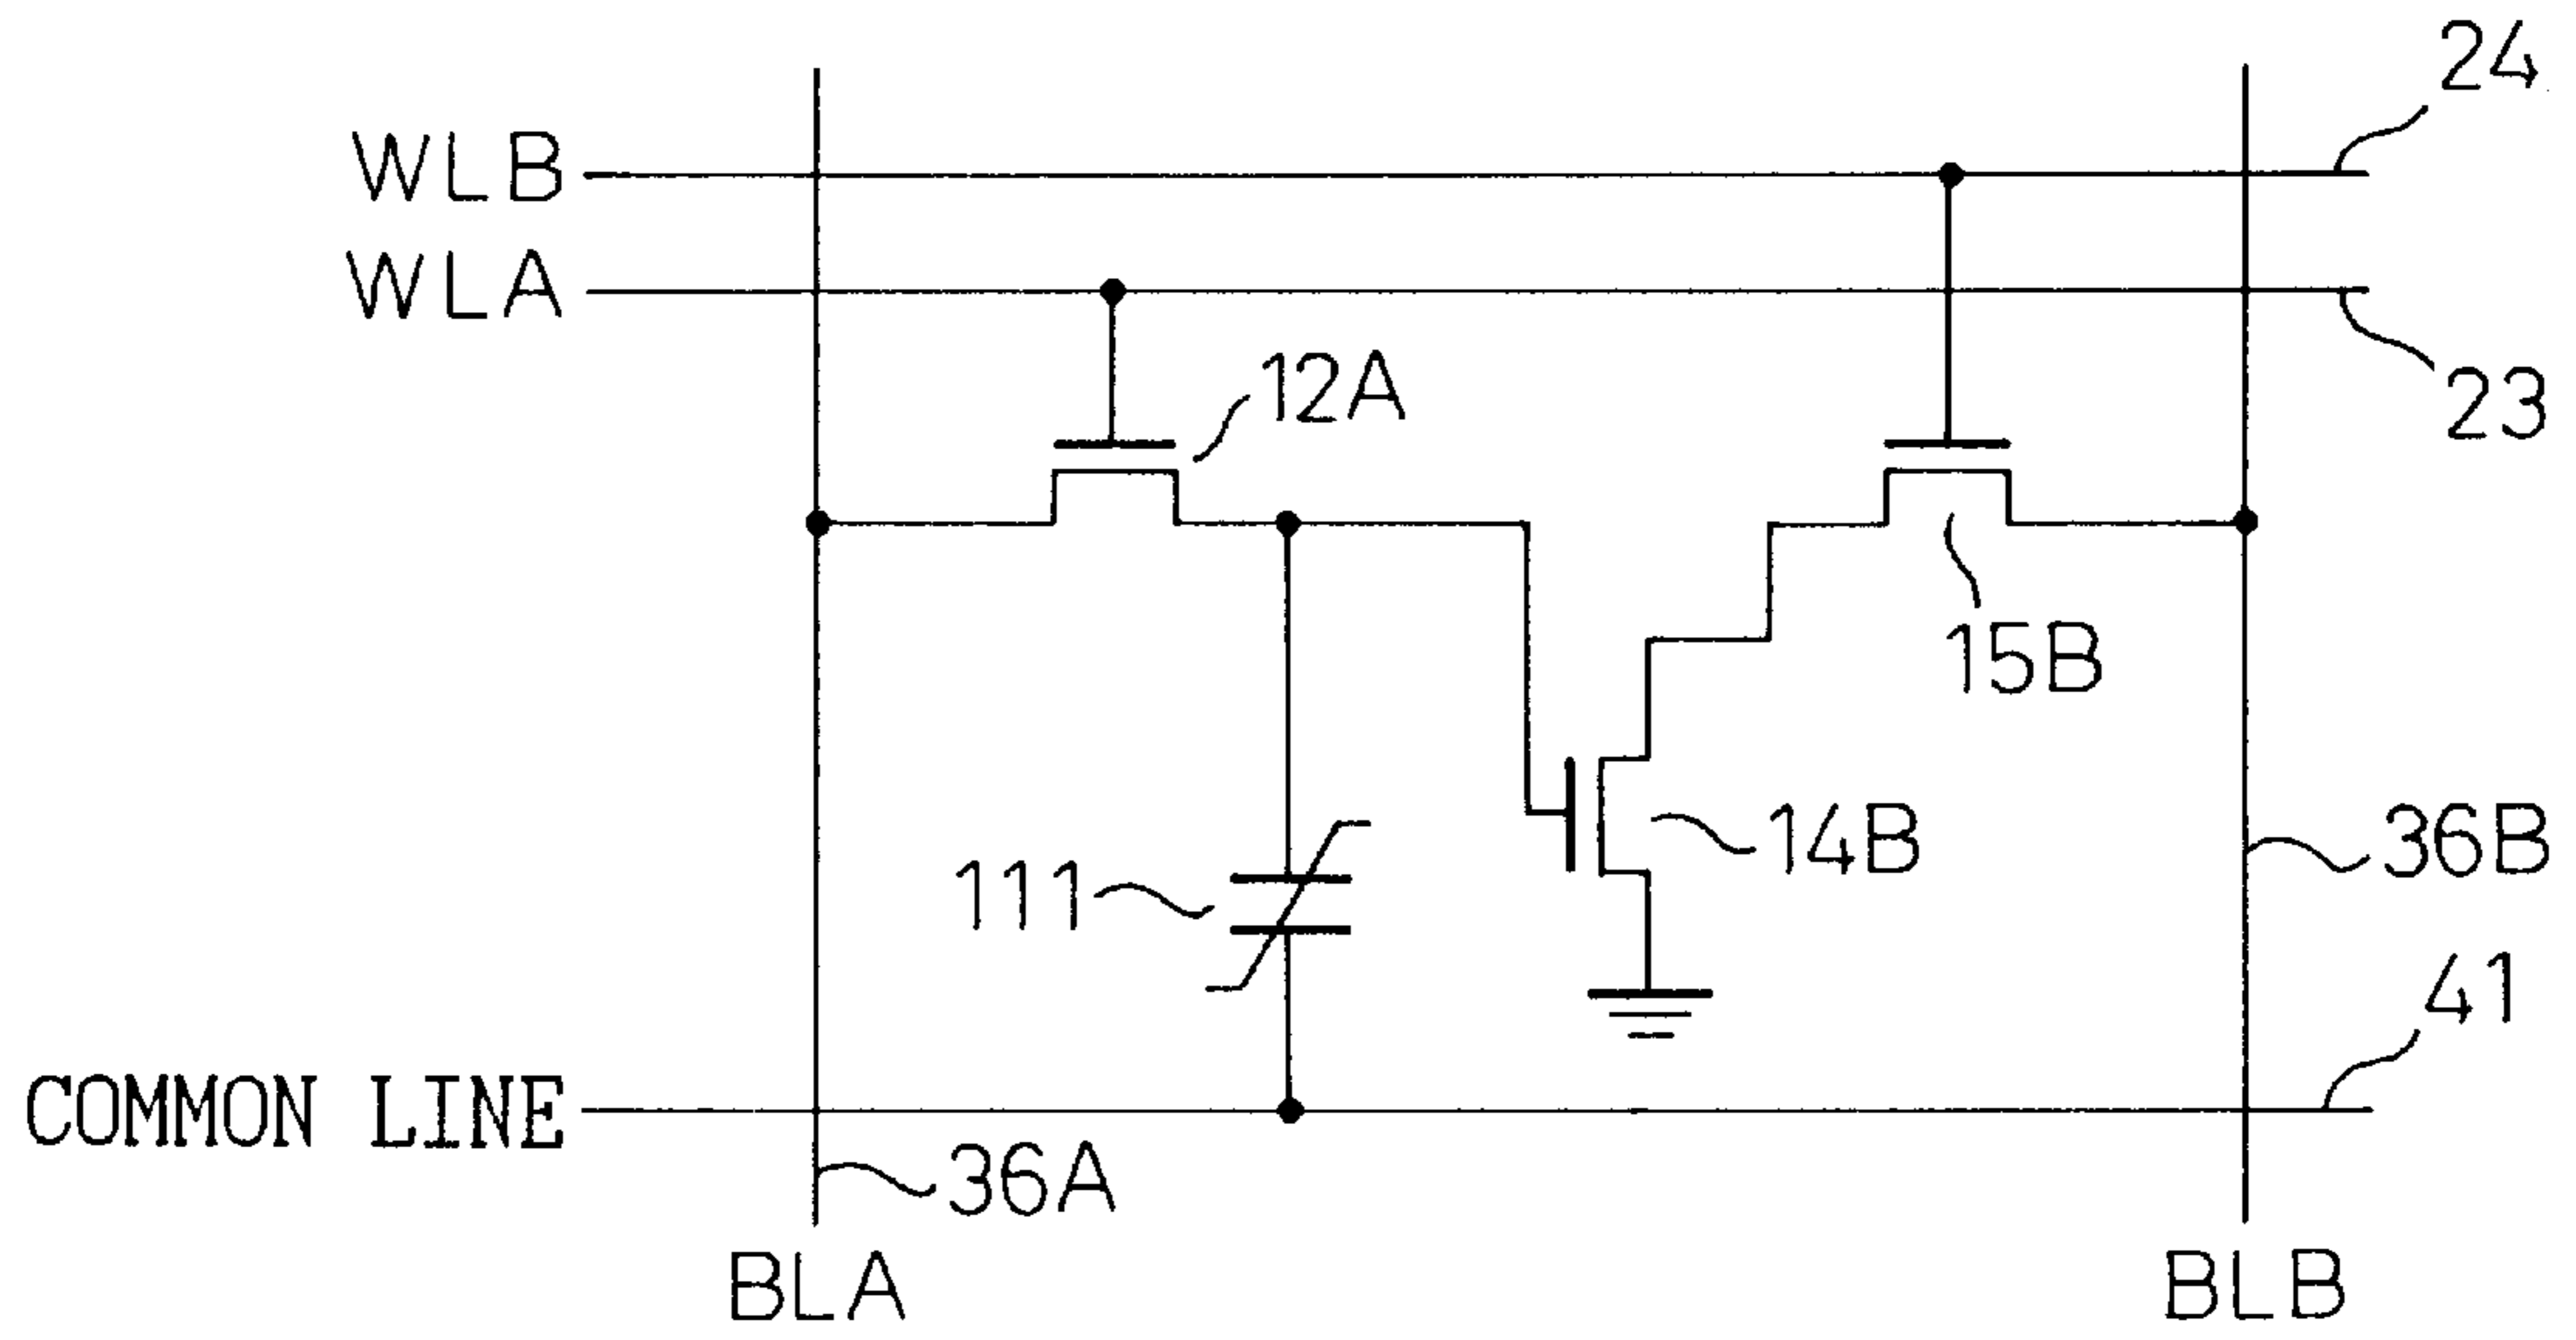 24
WLB
WLA
23
12A
15B
14B
36B
111
41
COMMON LINE
36A
BLA
BLB